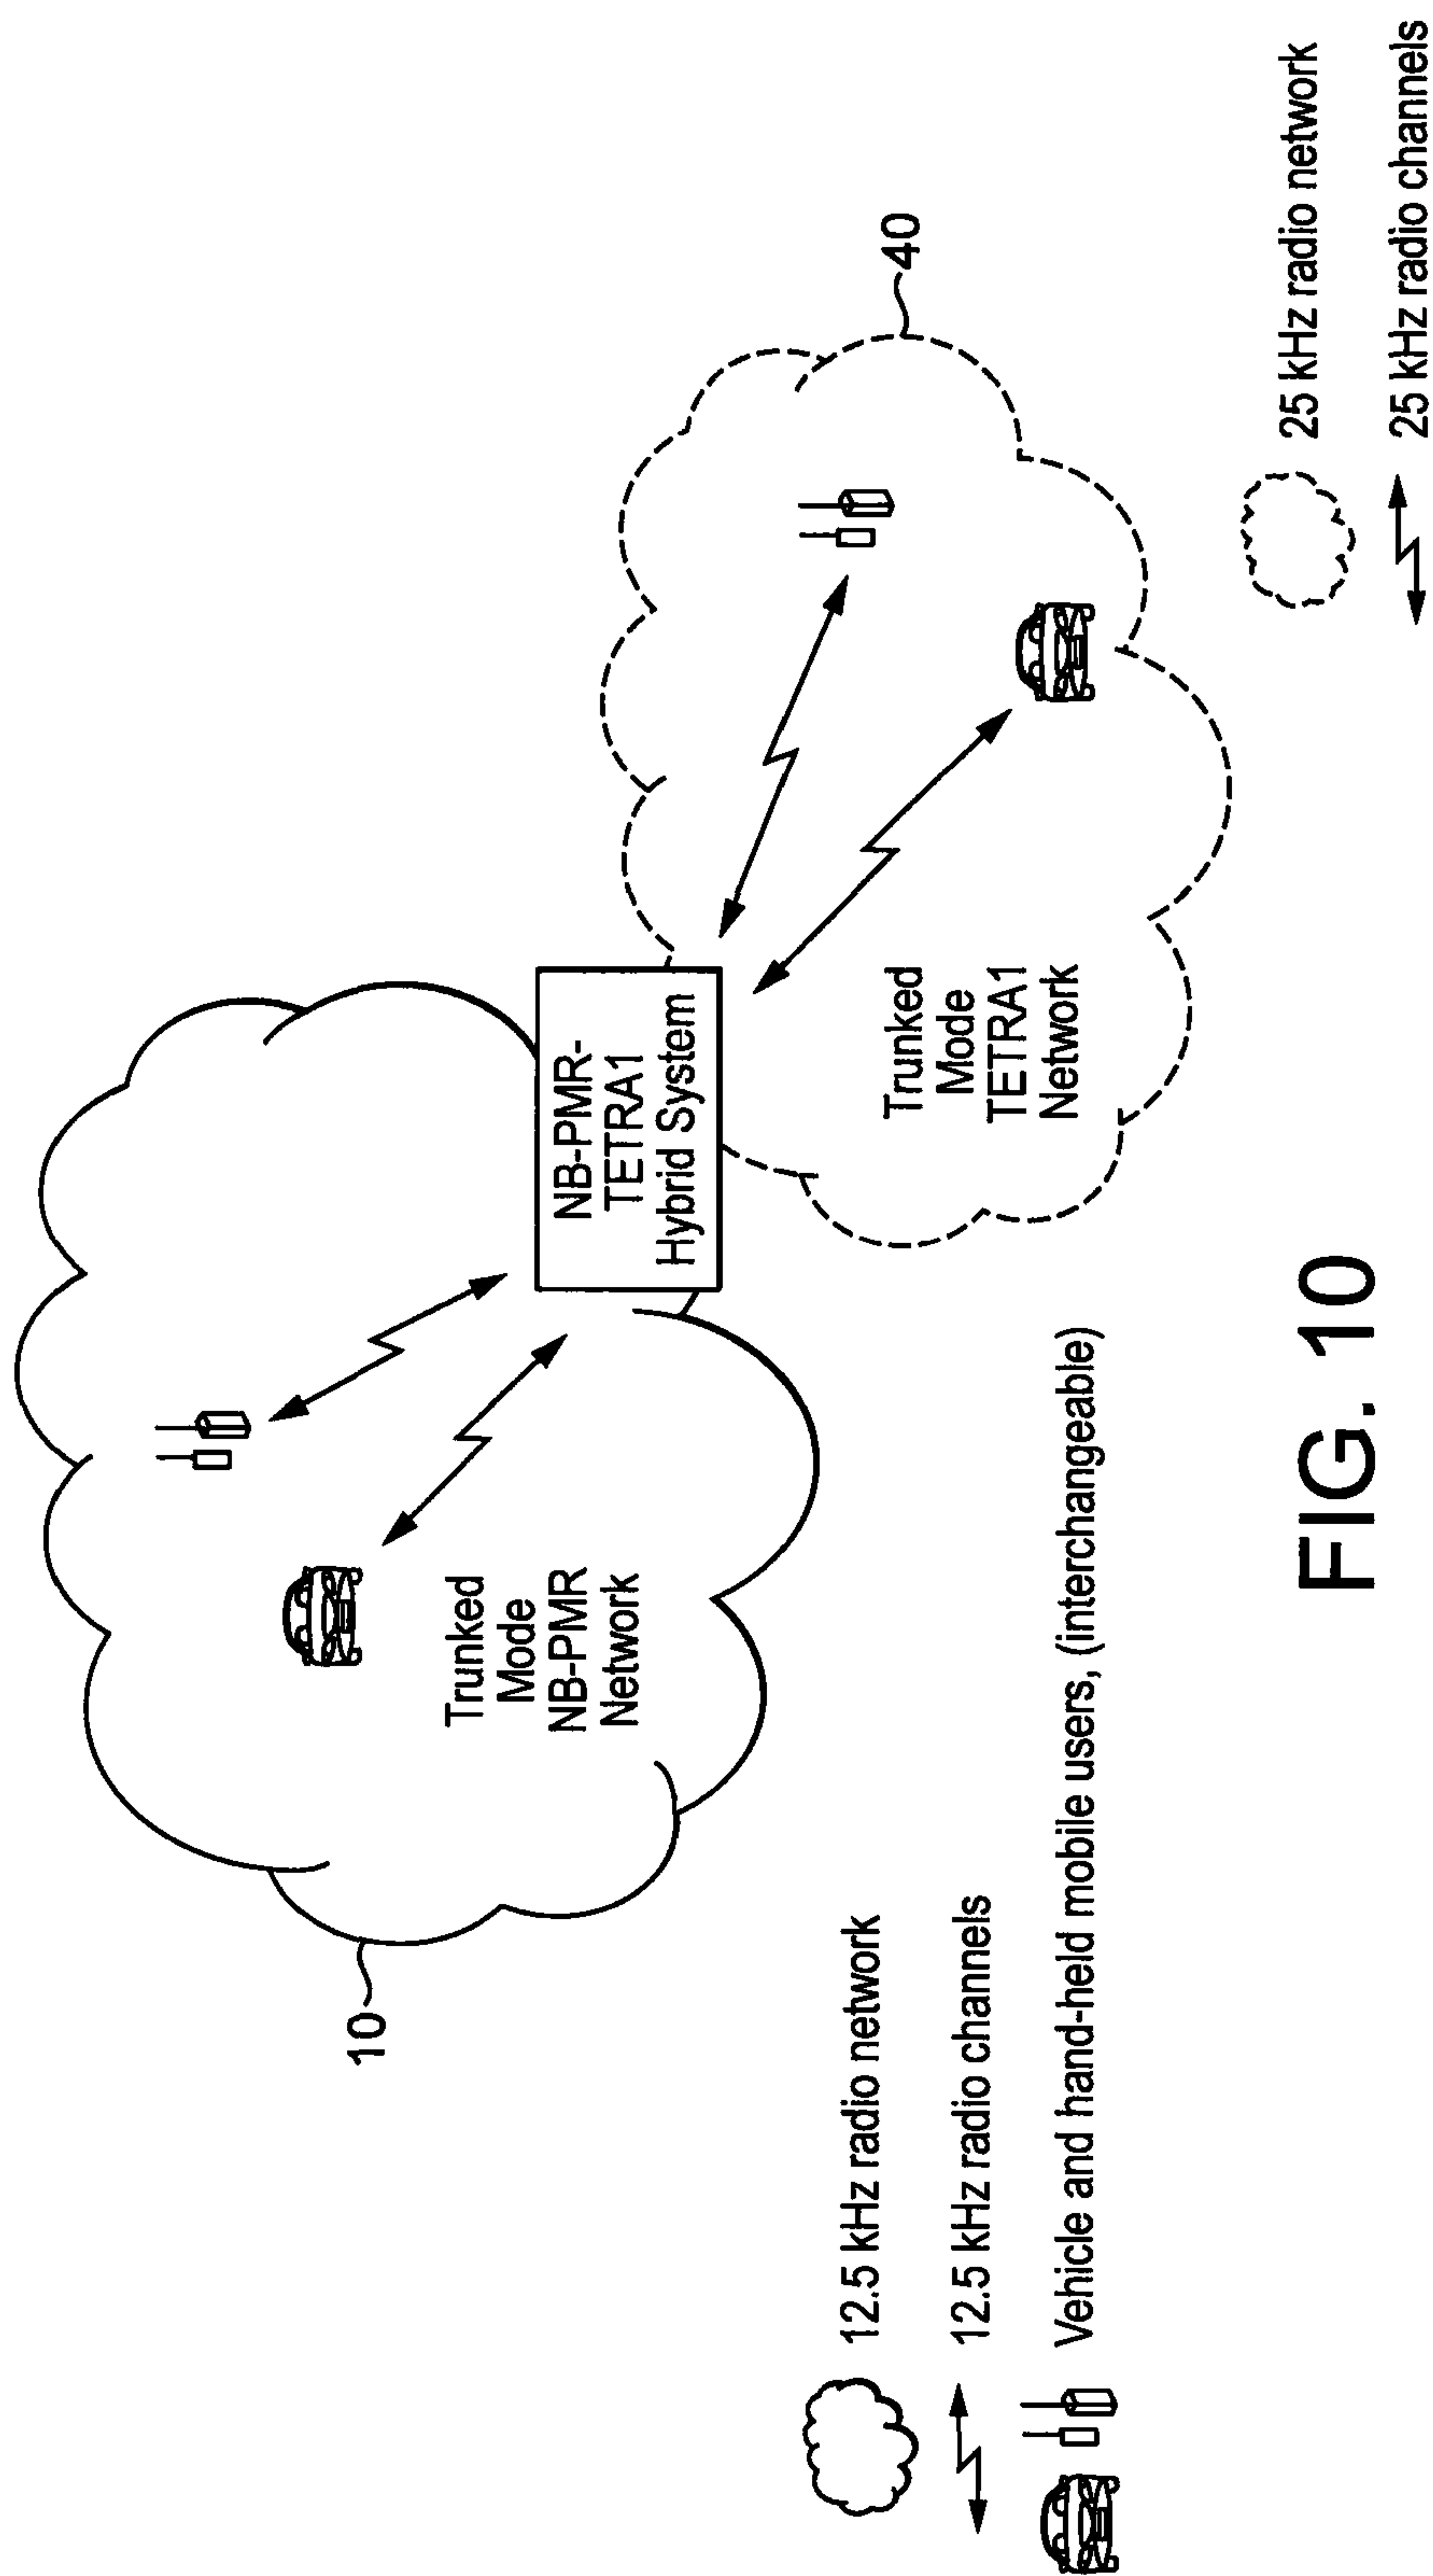 10
Trunked
Mode
NB-PMR
Network
NB-PMR-
TETRA1
Hybrid System
Trunked
Mode
TETRA1
Network
40
12.5 kHz radio network
12.5 kHz radio channels
Vehicle and hand-held mobile users, (interchangeable)
25 kHz radio network
25 kHz radio channels
FIG. 10